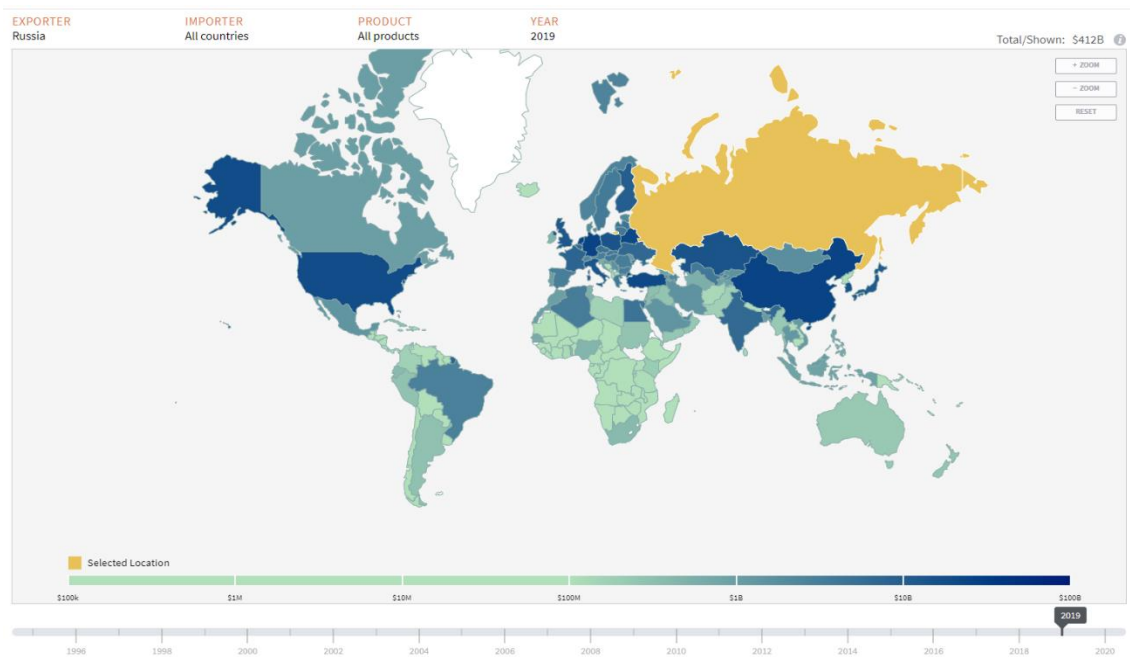 EXPORTER IMPORTER PRODUCT YEAR
Russia All countries All products 2019
Total/Shown: $412B i
+ ZOOM
− ZOOM
RESET
Selected Location
$100k $1M $10M $100M $1B $10B $100B
2019
1996 1998 2000 2002 2004 2006 2008 2010 2012 2014 2016 2018 2020